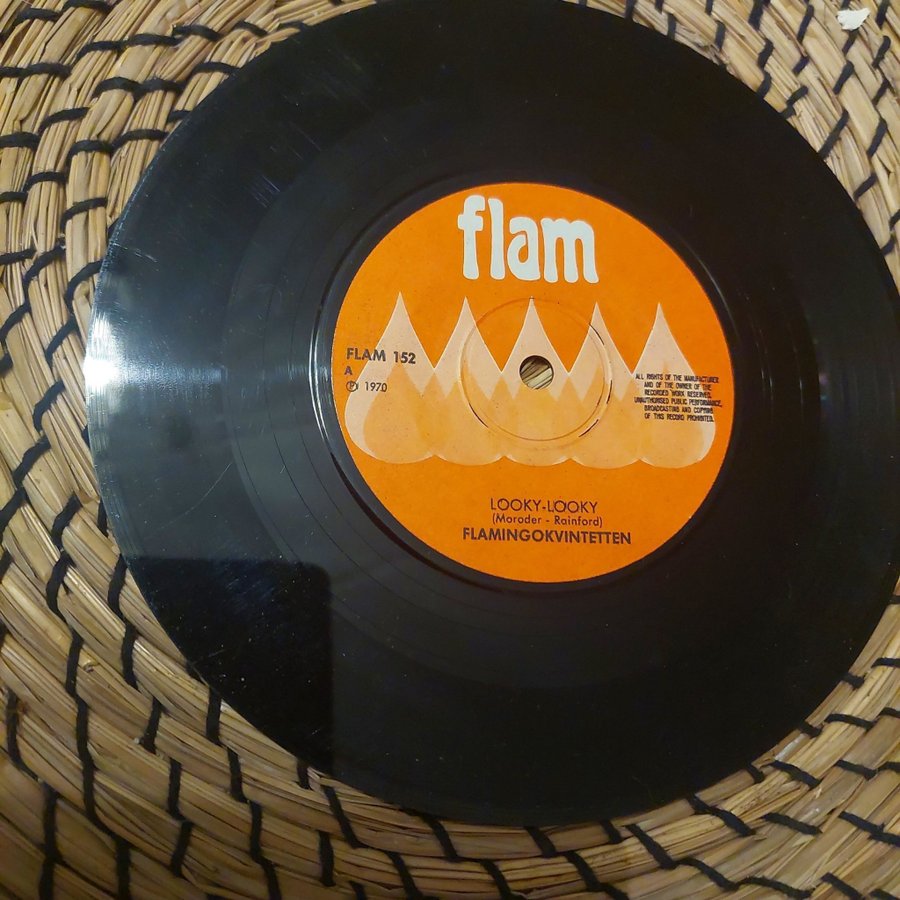 flam
FLAM 152
A
℗ 1970
ALL RIGHTS OF THE MANUFACTURER
AND OF THE OWNER OF THE
RECORDED WORK RESERVED.
UNAUTHORISED PUBLIC PERFORMANCE,
BROADCASTING AND COPYING
OF THIS RECORD PROHIBITED.
LOOKY-LOOKY
(Moroder - Rainford)
FLAMINGOKVINTETTEN